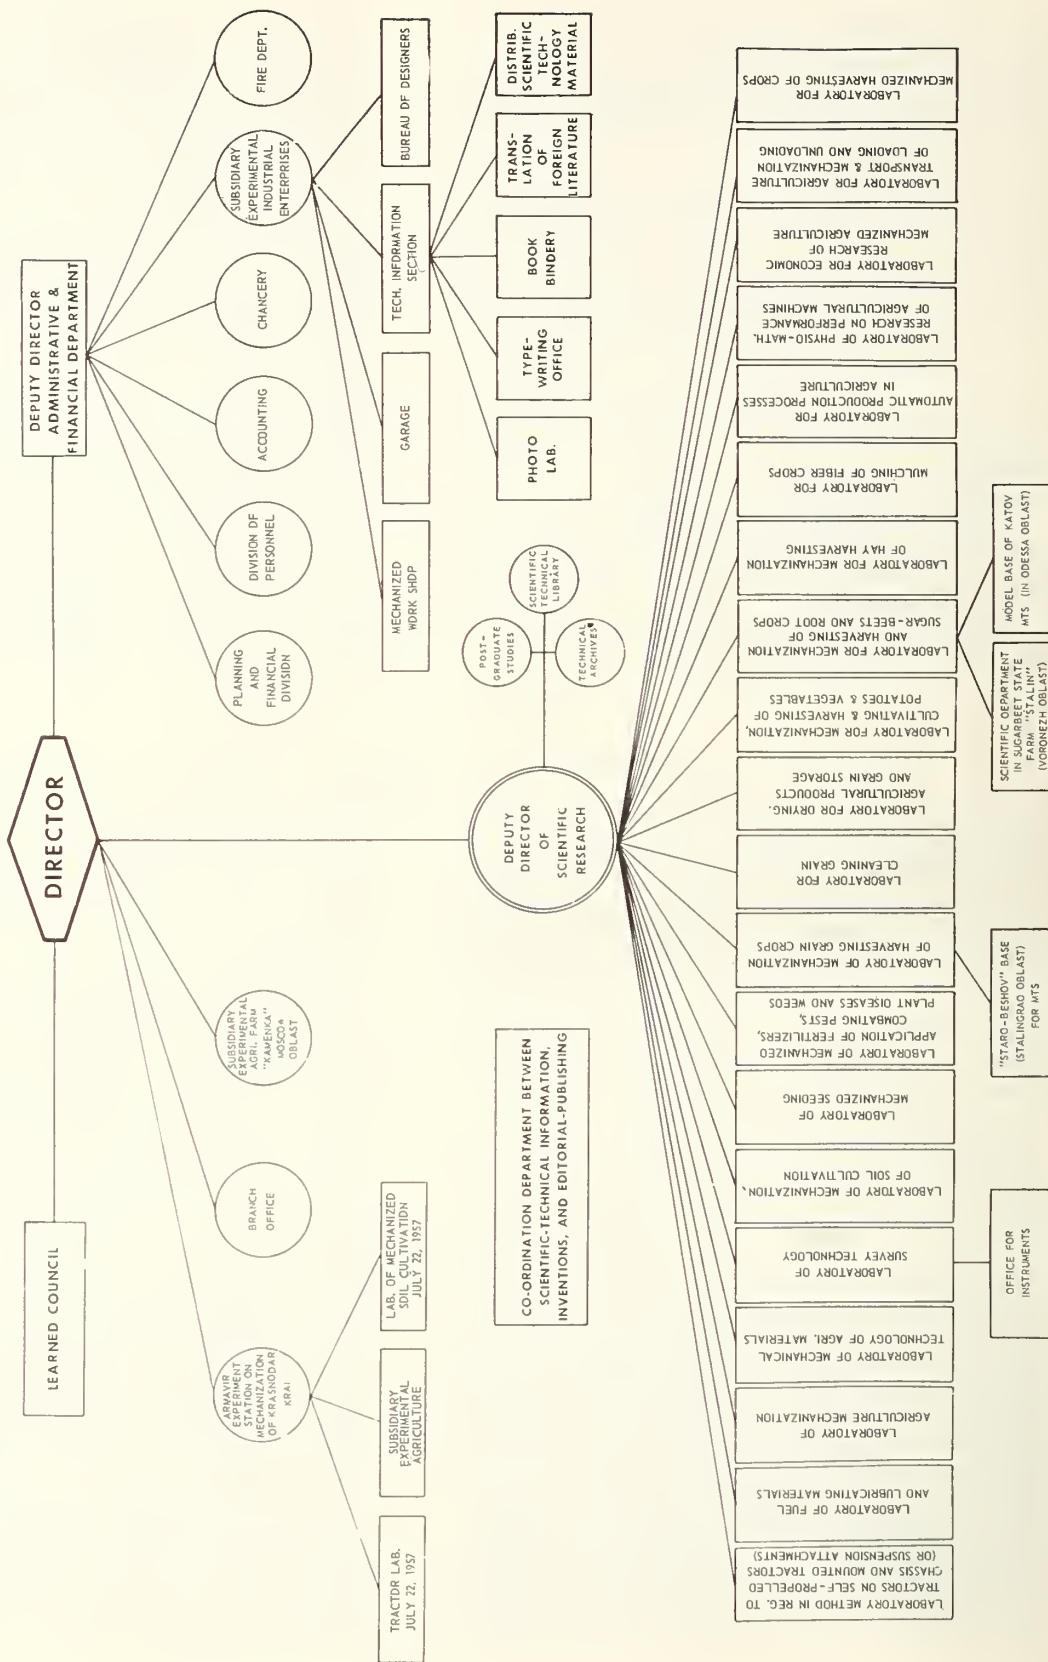 DIRECTOR
LEARNED COUNCIL
DEPUTY DIRECTOR
ADMINISTRATIVE &
FINANCIAL DEPARTMENT
ARMAVIR
EXPERIMENT
STATION ON
MECHANIZATION
OF KRASNODAR
KRAI
BRANCH
OFFICE
SUBSIDIARY
EXPERIMENTAL
AGRI. FARM
"KAMENKA"
MOSCOW
OBLAST
PLANNING
AND
FINANCIAL
DIVISION
DIVISION OF
PERSONNEL
ACCOUNTING
CHANCERY
SUBSIDIARY
EXPERIMENTAL
INDUSTRIAL
ENTERPRISES
FIRE DEPT.
TRACTOR LAB.
JULY 22, 1957
SUBSIDIARY
EXPERIMENTAL
AGRICULTURE
LAB. OF MECHANIZED
SOIL CULTIVATION
JULY 22, 1957
MECHANIZED
WORK SHOP
GARAGE
TECH. INFORMATION
SECTION
BUREAU OF DESIGNERS
CO-ORDINATION DEPARTMENT BETWEEN
SCIENTIFIC-TECHNICAL INFORMATION,
INVENTIONS, AND EDITORIAL-PUBLISHING
DEPUTY
DIRECTOR
OF
SCIENTIFIC
RESEARCH
POST-
GRADUATE
STUDIES
SCIENTIFIC
TECHNICAL
LIBRARY
TECHNICAL
ARCHIVES
PHOTO
LAB.
TYPE-
WRITING
OFFICE
BOOK
BINDERY
TRANS-
LATION
OF
FOREIGN
LITERATURE
DISTRIB.
SCIENTIFIC
TECH-
NOLOGY
MATERIAL
LABORATORY METHOD IN REG. TO
TRACTORS ON SELF-PROPELLED
CHASSIS AND MOUNTED TRACTORS
(OR SUSPENSION ATTACHMENTS)
LABORATORY OF FUEL
AND LUBRICATING MATERIALS
LABORATORY OF
AGRICULTURE MECHANIZATION
LABORATORY OF MECHANICAL
TECHNOLOGY OF AGRI. MATERIALS
LABORATORY OF
SURVEY TECHNOLOGY
LABORATORY OF MECHANIZATION,
OF SOIL CULTIVATION
LABORATORY OF
MECHANIZED SEEDING
LABORATORY OF MECHANIZED
APPLICATION OF FERTILIZERS,
COMBATING PESTS,
PLANT DISEASES AND WEEDS
LABORATORY OF MECHANIZATION
OF HARVEST GRAIN CROPS
LABORATORY FOR
CLEANING GRAIN
LABORATORY FOR DRYING.
AGRICULTURAL PRODUCTS
AND GRAIN STORAGE
LABORATORY FOR MECHANIZATION,
CULTIVATING & HARVESTING OF
POTATOES & VEGETABLES
LABORATORY FOR MECHANIZATION
AND HARVESTING OF
SUGAR-BEETS AND ROOT CROPS
LABORATORY FOR MECHANIZATION
OF HAY HARVESTING
LABORATORY FOR
MULCHING OF FIBER CROPS
LABORATORY FOR
AUTOMATIC PRODUCTION PROCESSES
IN AGRICULTURE
LABORATORY OF PHYSIO-MATH.
RESEARCH ON PERFORMANCE
OF AGRICULTURAL MACHINES
LABORATORY FOR ECONOMIC
RESEARCH OF
MECHANIZED AGRICULTURE
LABORATORY FOR AGRICULTURE
TRANSPORT & MECHANIZATION
OF LOADING AND UNLOADING
LABORATORY FOR
MECHANIZED HARVESTING OF CROPS
OFFICE FOR
INSTRUMENTS
"STARO-BESHOV" BASE
(STALINGRAD OBLAST)
FOR MTS
SCIENTIFIC DEPARTMENT
IN SUGARBEET STATE
FARM "STALIN"
(VORONEZH OBLAST)
MODEL BASE OF KATOV
MTS (IN ODESSA OBLAST)